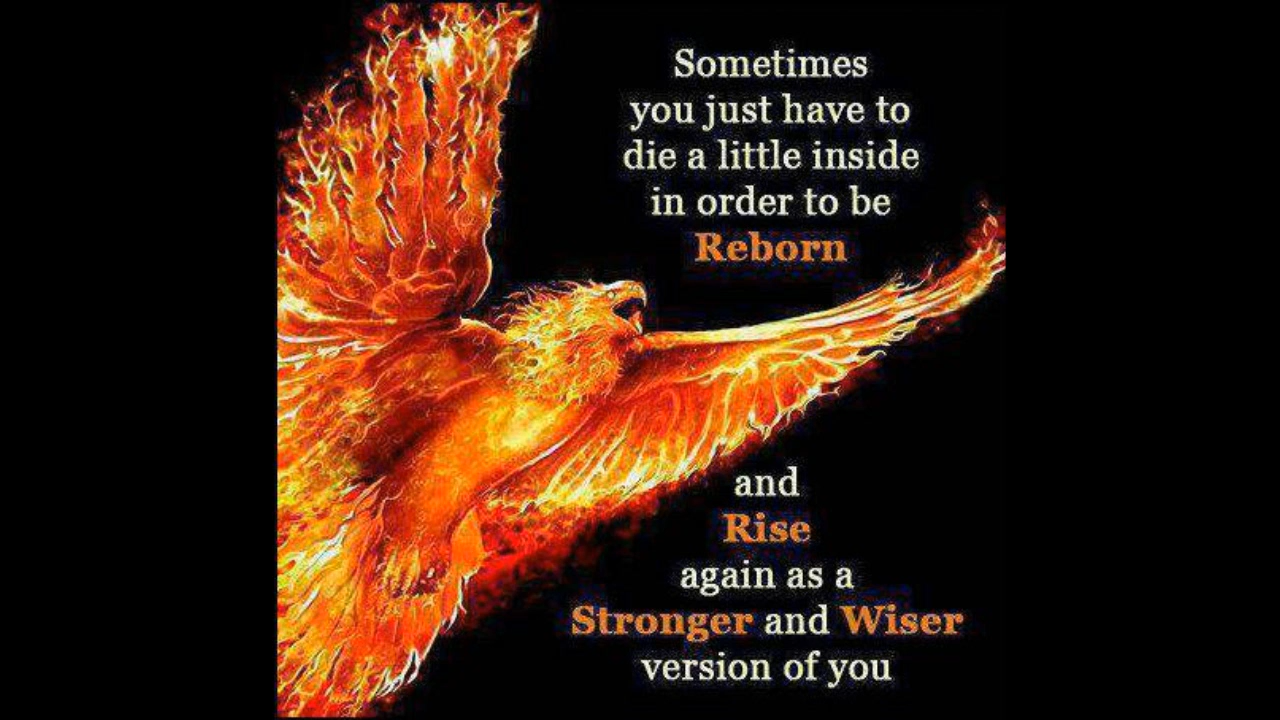 Sometimes
you just have to
die a little inside
in order to be
Reborn
and
Rise
again as a
Stronger and Wiser
version of you